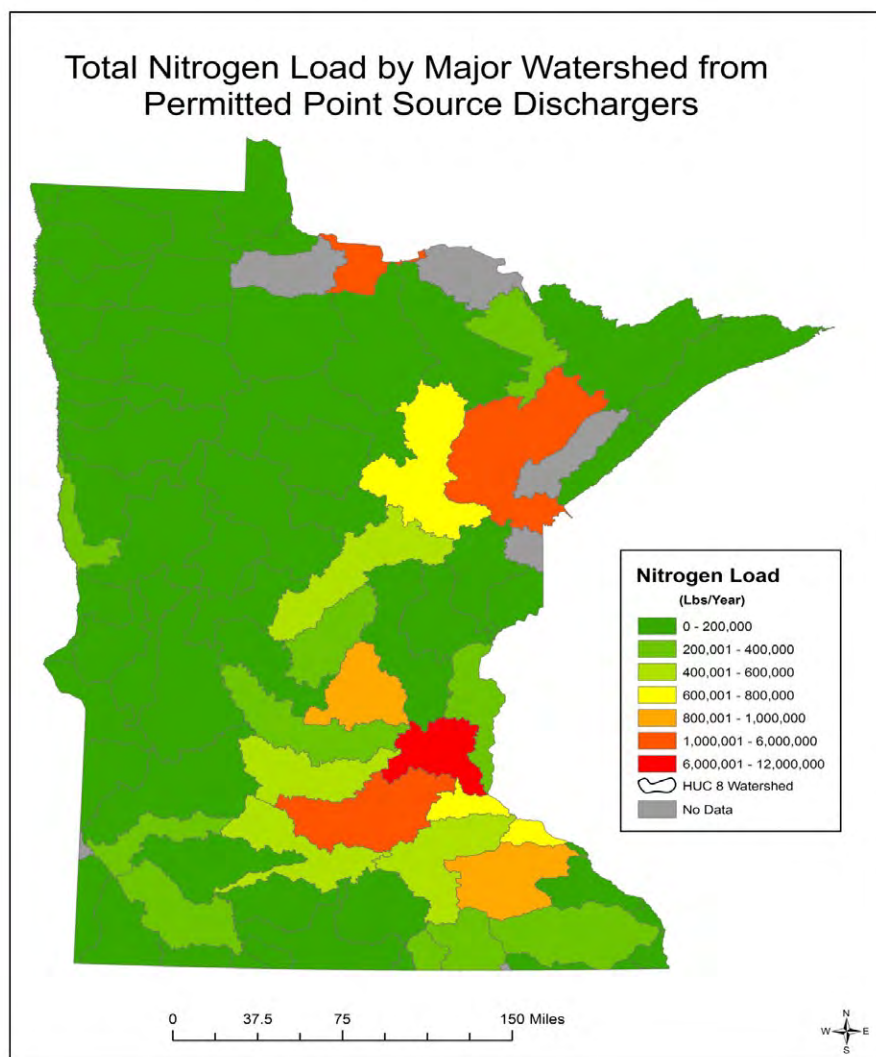 Total Nitrogen Load by Major Watershed from
Permitted Point Source Dischargers
Nitrogen Load
(Lbs/Year)
0 - 200,000
200,001 - 400,000
400,001 - 600,000
600,001 - 800,000
800,001 - 1,000,000
1,000,001 - 6,000,000
6,000,001 - 12,000,000
HUC 8 Watershed
No Data
0 37.5 75 150 Miles
N
W E
S